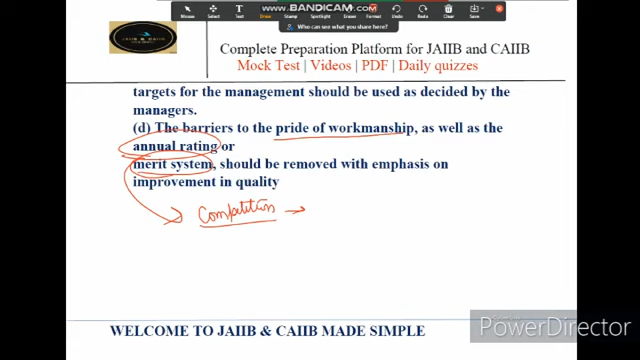 Mouse Select Text Draw Stamp Spotlight Eraser Format Undo Redo Clear Save
WWW.BANDICAM.COM
Who can see what you share here?
Complete Preparation Platform for JAIIB and CAIIB
Mock Test | Videos | PDF | Daily quizzes
targets for the management should be used as decided by the
managers.
(d) The barriers to the pride of workmanship, as well as the
annual rating or
merit system, should be removed with emphasis on
improvement in quality
Competition →
WELCOME TO JAIIB & CAIIB MADE SIMPLE
PowerDirector